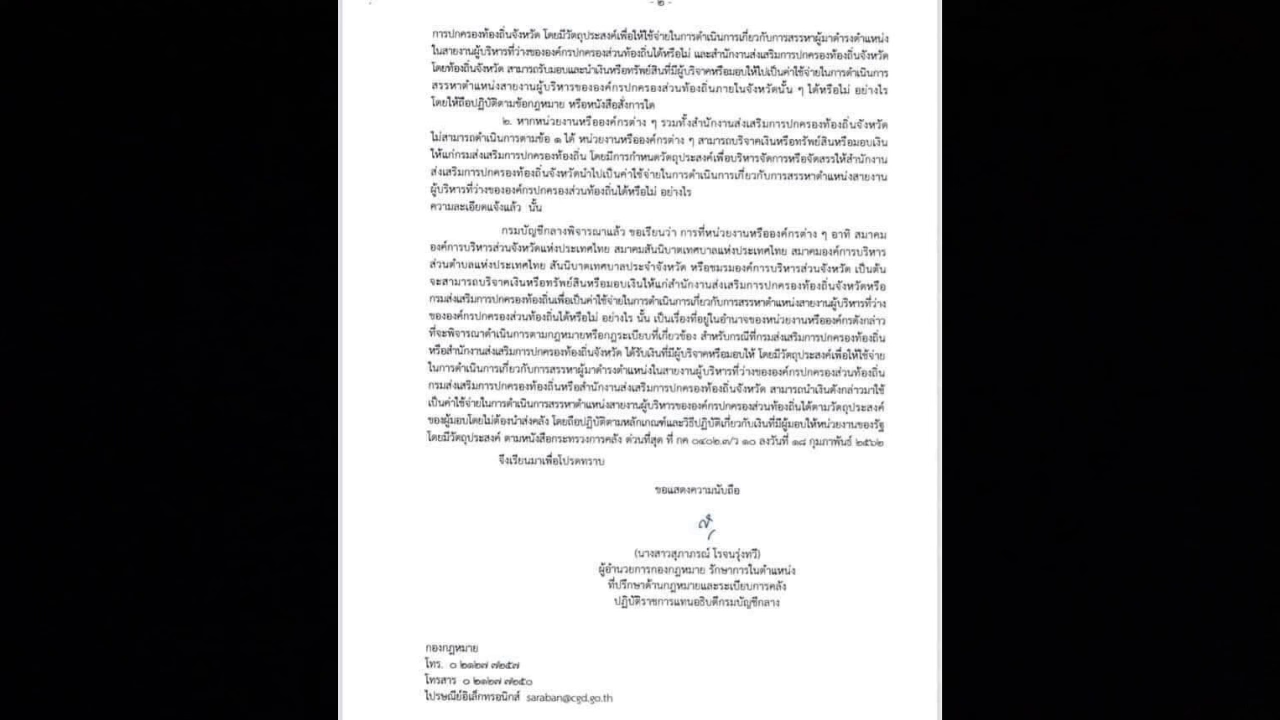 - ๒ -
การปกครองท้องถิ่นจังหวัด โดยมีวัตถุประสงค์เพื่อให้ใช้จ่ายในการดำเนินการเกี่ยวกับการสรรหาผู้มาดำรงตำแหน่ง
ในสายงานผู้บริหารที่ว่างขององค์กรปกครองส่วนท้องถิ่นได้หรือไม่ และสำนักงานส่งเสริมการปกครองท้องถิ่นจังหวัด
โดยท้องถิ่นจังหวัด สามารถรับมอบและนำเงินหรือทรัพย์สินที่มีผู้บริจาคหรือมอบให้ไปเป็นค่าใช้จ่ายในการดำเนินการ
สรรหาตำแหน่งสายงานผู้บริหารขององค์กรปกครองส่วนท้องถิ่นภายในจังหวัดนั้น ๆ ได้หรือไม่ อย่างไร
โดยให้ถือปฏิบัติตามข้อกฎหมาย หรือหนังสือสั่งการใด
๒. หากหน่วยงานหรือองค์กรต่าง ๆ รวมทั้งสำนักงานส่งเสริมการปกครองท้องถิ่นจังหวัด
ไม่สามารถดำเนินการตามข้อ ๑ ได้ หน่วยงานหรือองค์กรต่าง ๆ สามารถบริจาคเงินหรือทรัพย์สินหรือมอบเงิน
ให้แก่กรมส่งเสริมการปกครองท้องถิ่น โดยมีการกำหนดวัตถุประสงค์เพื่อบริหารจัดการหรือจัดสรรให้สำนักงาน
ส่งเสริมการปกครองท้องถิ่นจังหวัดนำไปเป็นค่าใช้จ่ายในการดำเนินการเกี่ยวกับการสรรหาตำแหน่งสายงาน
ผู้บริหารที่ว่างขององค์กรปกครองส่วนท้องถิ่นได้หรือไม่ อย่างไร
ความละเอียดแจ้งแล้ว นั้น
กรมบัญชีกลางพิจารณาแล้ว ขอเรียนว่า การที่หน่วยงานหรือองค์กรต่าง ๆ อาทิ สมาคม
องค์การบริหารส่วนจังหวัดแห่งประเทศไทย สมาคมสันนิบาตเทศบาลแห่งประเทศไทย สมาคมองค์การบริหาร
ส่วนตำบลแห่งประเทศไทย สันนิบาตเทศบาลประจำจังหวัด หรือชมรมองค์การบริหารส่วนจังหวัด เป็นต้น
จะสามารถบริจาคเงินหรือทรัพย์สินหรือมอบเงินให้แก่สำนักงานส่งเสริมการปกครองท้องถิ่นจังหวัดหรือ
กรมส่งเสริมการปกครองท้องถิ่นเพื่อเป็นค่าใช้จ่ายในการดำเนินการเกี่ยวกับการสรรหาตำแหน่งสายงานผู้บริหารที่ว่าง
ขององค์กรปกครองส่วนท้องถิ่นได้หรือไม่ อย่างไร นั้น เป็นเรื่องที่อยู่ในอำนาจของหน่วยงานหรือองค์กรดังกล่าว
ที่จะพิจารณาดำเนินการตามกฎหมายหรือกฎระเบียบที่เกี่ยวข้อง สำหรับกรณีที่กรมส่งเสริมการปกครองท้องถิ่น
หรือสำนักงานส่งเสริมการปกครองท้องถิ่นจังหวัด ได้รับเงินที่มีผู้บริจาคหรือมอบให้ โดยมีวัตถุประสงค์เพื่อให้ใช้จ่าย
ในการดำเนินการเกี่ยวกับการสรรหาผู้มาดำรงตำแหน่งในสายงานผู้บริหารที่ว่างขององค์กรปกครองส่วนท้องถิ่น
กรมส่งเสริมการปกครองท้องถิ่นหรือสำนักงานส่งเสริมการปกครองท้องถิ่นจังหวัด สามารถนำเงินดังกล่าวมาใช้
เป็นค่าใช้จ่ายในการดำเนินการสรรหาตำแหน่งสายงานผู้บริหารขององค์กรปกครองส่วนท้องถิ่นได้ตามวัตถุประสงค์
ของผู้มอบโดยไม่ต้องนำส่งคลัง โดยถือปฏิบัติตามหลักเกณฑ์และวิธีปฏิบัติเกี่ยวกับเงินที่มีผู้มอบให้หน่วยงานของรัฐ
โดยมีวัตถุประสงค์ ตามหนังสือกระทรวงการคลัง ด่วนที่สุด ที่ กค ๐๔๐๒.๓/ว ๑๐ ลงวันที่ ๑๘ กุมภาพันธ์ ๒๕๖๒
จึงเรียนมาเพื่อโปรดทราบ
ขอแสดงความนับถือ
(นางสาวสุภาภรณ์ โรจนรุ่งทวี)
ผู้อำนวยการกองกฎหมาย รักษาการในตำแหน่ง
ที่ปรึกษาด้านกฎหมายและระเบียบการคลัง
ปฏิบัติราชการแทนอธิบดีกรมบัญชีกลาง
กองกฎหมาย
โทร. ๐ ๒๑๒๗ ๗๒๕๗
โทรสาร ๐ ๒๑๒๗ ๗๒๕๐
ไปรษณีย์อิเล็กทรอนิกส์ saraban@cgd.go.th